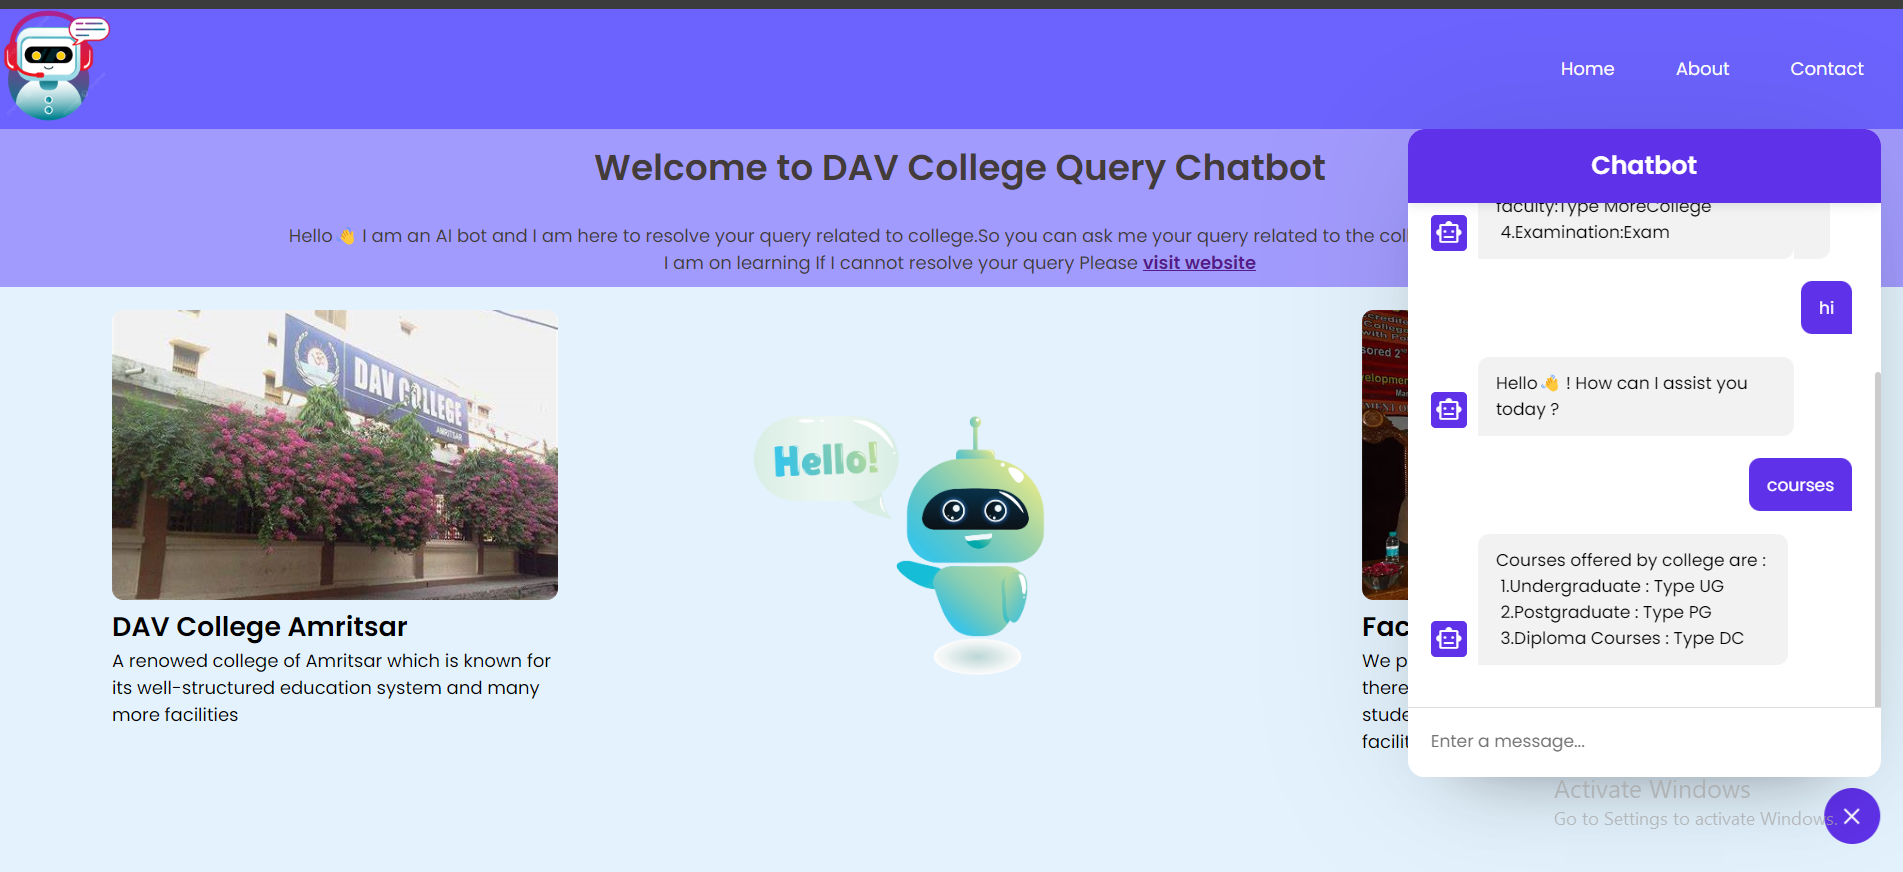 Home
About
Contact
Welcome to DAV College Query Chatbot
Hello 👋 I am an AI bot and I am here to resolve your query related to college.So you can ask me your query related to the col
I am on learning If I cannot resolve your query Please visit website
DAV COLLEGE
AMRITSAR
Hello!
DAV College Amritsar
A renowed college of Amritsar which is known for
its well-structured education system and many
more facilities
Fac
We p
there
stude
facilit
Chatbot
faculty:Type MoreCollege
4.Examination:Exam
hi
Hello 👋 ! How can I assist you
today ?
courses
Courses offered by college are :
1.Undergraduate : Type UG
2.Postgraduate : Type PG
3.Diploma Courses : Type DC
Enter a message...
Activate Windows
Go to Settings to activate Windows.